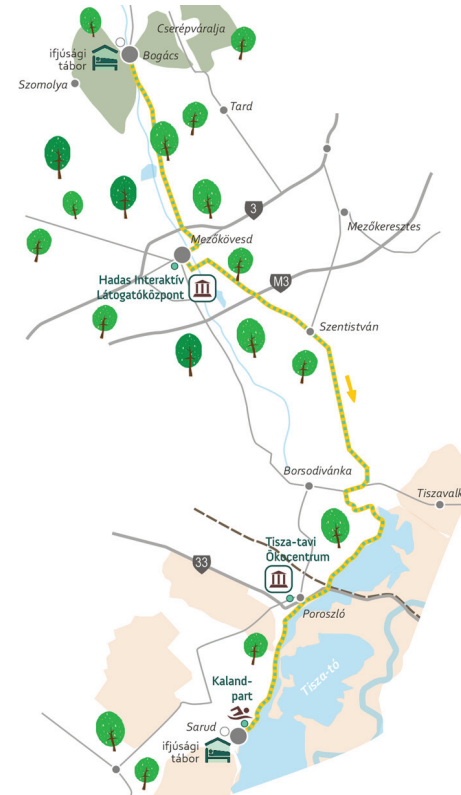 Cserépváralja
ifjúsági
tábor
Bogács
Szomolya
Tard
3
Mezőkeresztes
Mezőkövesd
Hadas Interaktív
Látogatóközpont
M3
Szentistván
Borsodivánka
Tiszavalk
Tisza-tavi
Ökocentrum
33
Poroszló
Tisza-tó
Kaland-
part
Sarud
ifjúsági
tábor